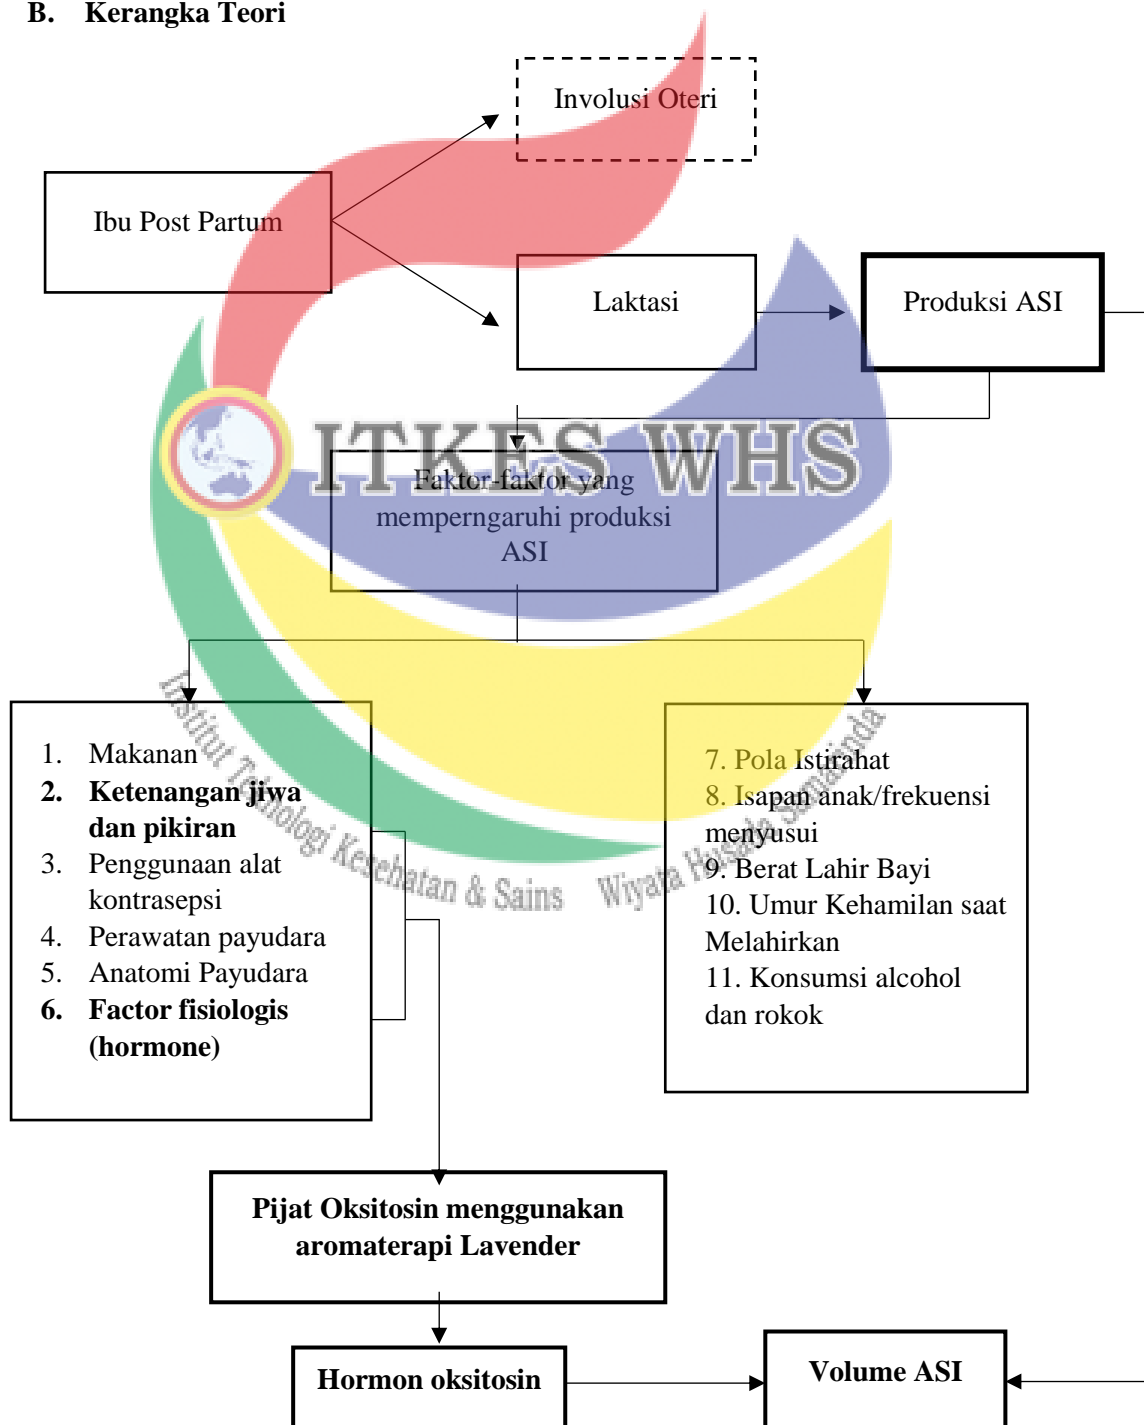 B. Kerangka Teori
Involusi Oteri
Ibu Post Partum
Laktasi
Produksi ASI
ITKES WHS
Faktor-faktor yang
memperngaruhi produksi
ASI
Institut Teknologi Kesehatan & Sains Wiyata Husada Samarinda
1. Makanan
2. Ketenangan jiwa
dan pikiran
3. Penggunaan alat
kontrasepsi
4. Perawatan payudara
5. Anatomi Payudara
6. Factor fisiologis
(hormone)
7. Pola Istirahat
8. Isapan anak/frekuensi
menyusui
9. Berat Lahir Bayi
10. Umur Kehamilan saat
Melahirkan
11. Konsumsi alcohol
dan rokok
Pijat Oksitosin menggunakan
aromaterapi Lavender
Hormon oksitosin
Volume ASI